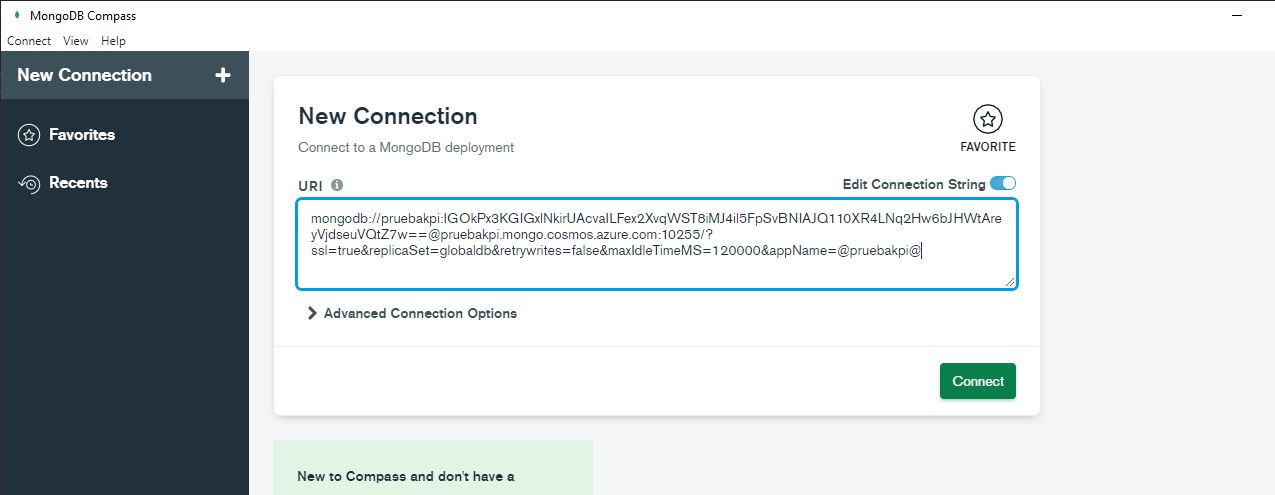 MongoDB Compass
Connect View Help
New Connection
Favorites
Recents
New Connection
Connect to a MongoDB deployment
FAVORITE
URI
Edit Connection String
mongodb://pruebakpi:IGOkPx3KGIGxlNkirUAcvaILFex2XvqWST8iMJ4il5FpSvBNIAJQ110XR4LNq2Hw6bJHWtAre
yVjdseuVQtZ7w==@pruebakpi.mongo.cosmos.azure.com:10255/?
ssl=true&replicaSet=globaldb&retrywrites=false&maxIdleTimeMS=120000&appName=@pruebakpi@
Advanced Connection Options
Connect
New to Compass and don't have a